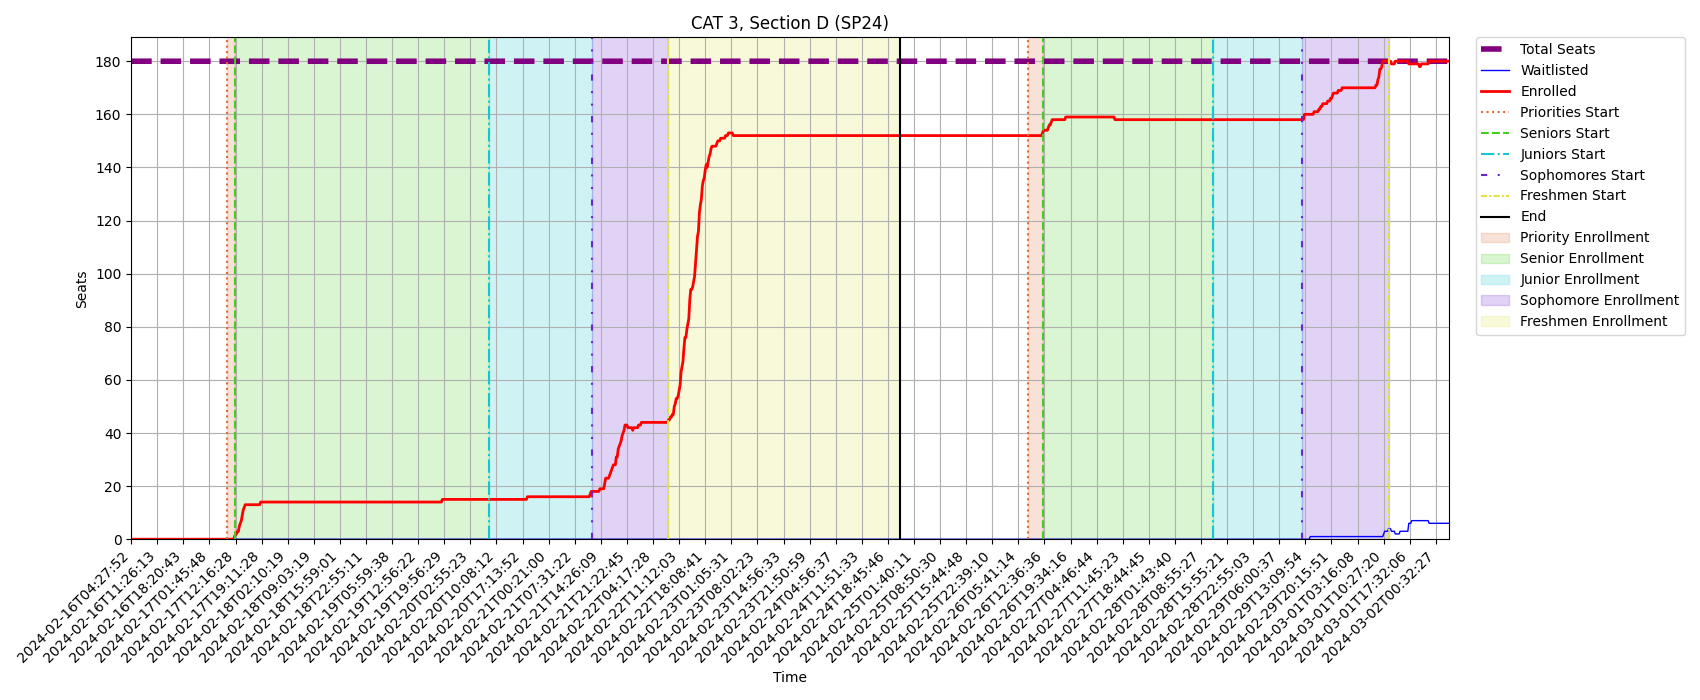 CAT 3, Section D (SP24)
Seats
180
160
140
120
100
80
60
40
20
0
2024-02-16T04:27:52
2024-02-16T11:26:13
2024-02-16T18:20:43
2024-02-17T01:45:48
2024-02-17T12:16:28
2024-02-17T19:11:28
2024-02-18T02:10:19
2024-02-18T09:03:19
2024-02-18T15:59:01
2024-02-18T22:55:11
2024-02-19T05:59:38
2024-02-19T12:56:22
2024-02-19T19:56:29
2024-02-20T02:55:23
2024-02-20T10:08:12
2024-02-20T17:13:52
2024-02-21T00:21:00
2024-02-21T07:31:22
2024-02-21T14:26:09
2024-02-21T21:22:45
2024-02-22T04:17:28
2024-02-22T11:12:03
2024-02-22T18:08:41
2024-02-23T01:05:31
2024-02-23T08:02:23
2024-02-23T14:56:33
2024-02-23T21:50:59
2024-02-24T04:56:37
2024-02-24T11:51:33
2024-02-24T18:45:46
2024-02-25T01:40:11
2024-02-25T08:50:30
2024-02-25T15:44:48
2024-02-25T22:39:10
2024-02-26T05:41:14
2024-02-26T12:36:36
2024-02-26T19:34:16
2024-02-27T04:46:44
2024-02-27T11:45:23
2024-02-27T18:44:45
2024-02-28T01:43:40
2024-02-28T08:55:27
2024-02-28T15:55:21
2024-02-28T22:55:03
2024-02-29T06:00:37
2024-02-29T13:09:54
2024-02-29T20:15:51
2024-03-01T03:16:08
2024-03-01T10:27:20
2024-03-01T17:32:06
2024-03-02T00:32:27
Time
Total Seats
Waitlisted
Enrolled
Priorities Start
Seniors Start
Juniors Start
Sophomores Start
Freshmen Start
End
Priority Enrollment
Senior Enrollment
Junior Enrollment
Sophomore Enrollment
Freshmen Enrollment